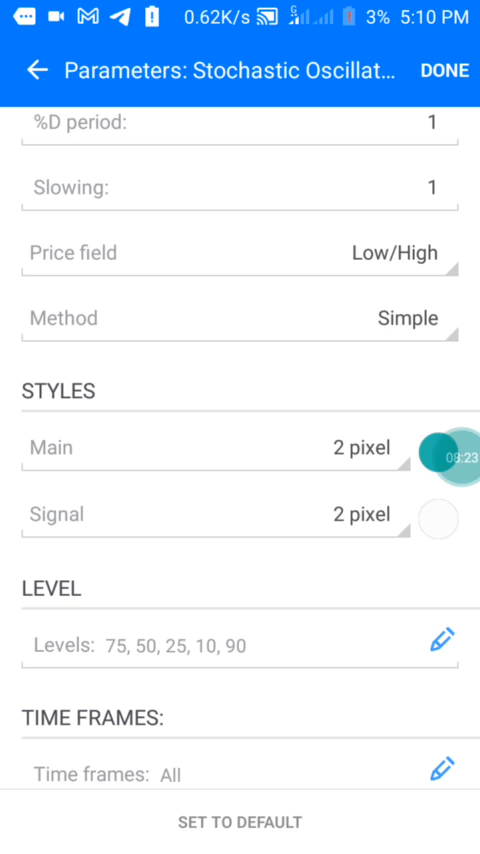 0.62K/s G 3% 5:10 PM
Parameters: Stochastic Oscillat... DONE
%D period: 1
Slowing: 1
Price field Low/High
Method Simple
STYLES
Main 2 pixel
08:23
Signal 2 pixel
LEVEL
Levels: 75, 50, 25, 10, 90
TIME FRAMES:
Time frames: All
SET TO DEFAULT